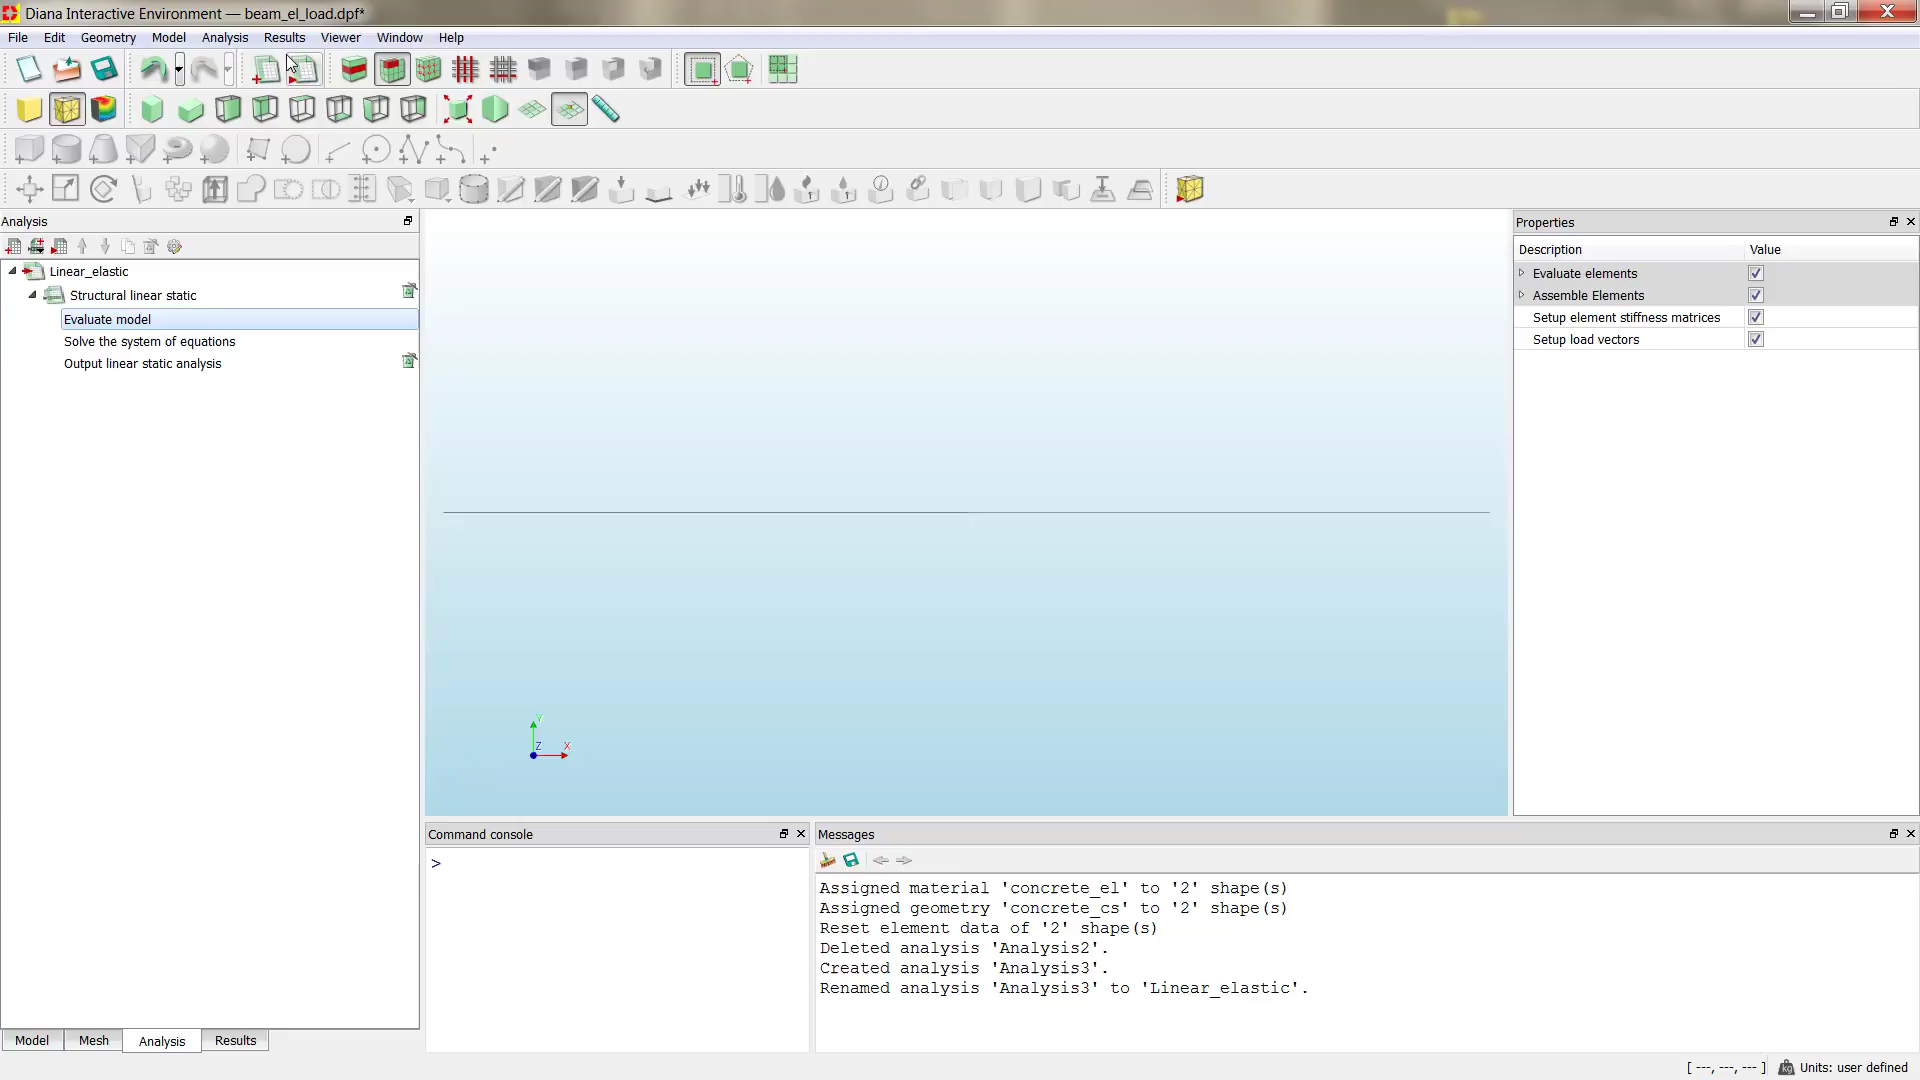 Diana Interactive Environment — beam_el_load.dpf*
File Edit Geometry Model Analysis Results Viewer Window Help
Analysis
Linear_elastic
Structural linear static
Evaluate model
Solve the system of equations
Output linear static analysis
Y
Z
X
Properties
Description Value
Evaluate elements
Assemble Elements
Setup element stiffness matrices
Setup load vectors
Command console
>
Messages
Assigned material 'concrete_el' to '2' shape(s)
Assigned geometry 'concrete_cs' to '2' shape(s)
Reset element data of '2' shape(s)
Deleted analysis 'Analysis2'.
Created analysis 'Analysis3'.
Renamed analysis 'Analysis3' to 'Linear_elastic'.
Model Mesh Analysis Results
[ ---, ---, --- ] kg Units: user defined